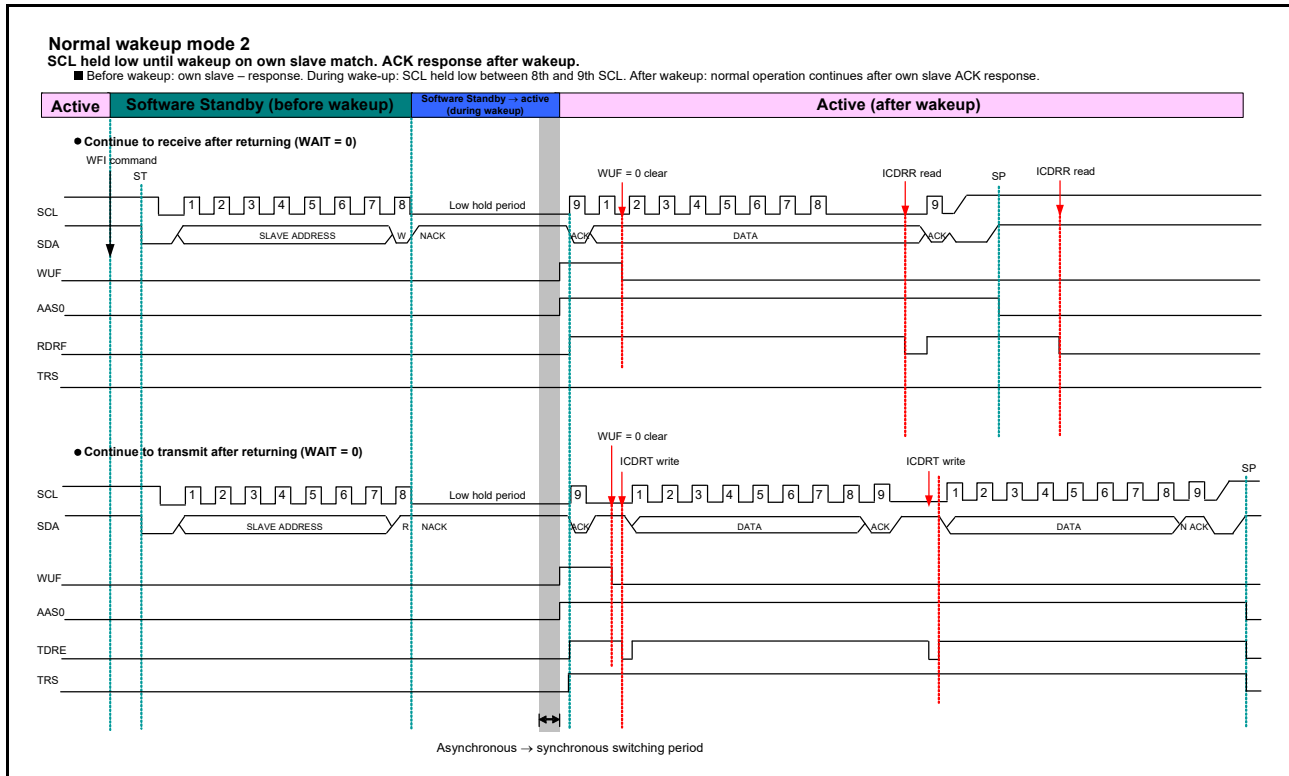 Normal wakeup mode 2
SCL held low until wakeup on own slave match. ACK response after wakeup.
■ Before wakeup: own slave – response. During wake-up: SCL held low between 8th and 9th SCL. After wakeup: normal operation continues after own slave ACK response.
Active
Software Standby (before wakeup)
Software Standby → active
(during wakeup)
Active (after wakeup)
● Continue to receive after returning (WAIT = 0)
WFI command
ST
WUF = 0 clear
ICDRR read
SP
ICDRR read
SCL
1 2 3 4 5 6 7 8
Low hold period
9 1 2 3 4 5 6 7 8 9
SDA
SLAVE ADDRESS
W
NACK
ACK
DATA
ACK
WUF
AAS0
RDRF
TRS
● Continue to transmit after returning (WAIT = 0)
WUF = 0 clear
ICDRT write
ICDRT write
SP
SCL
1 2 3 4 5 6 7 8
Low hold period
9 1 2 3 4 5 6 7 8 9 1 2 3 4 5 6 7 8 9
SDA
SLAVE ADDRESS
R
NACK
ACK
DATA
ACK
DATA
N ACK
WUF
AAS0
TDRE
TRS
Asynchronous → synchronous switching period